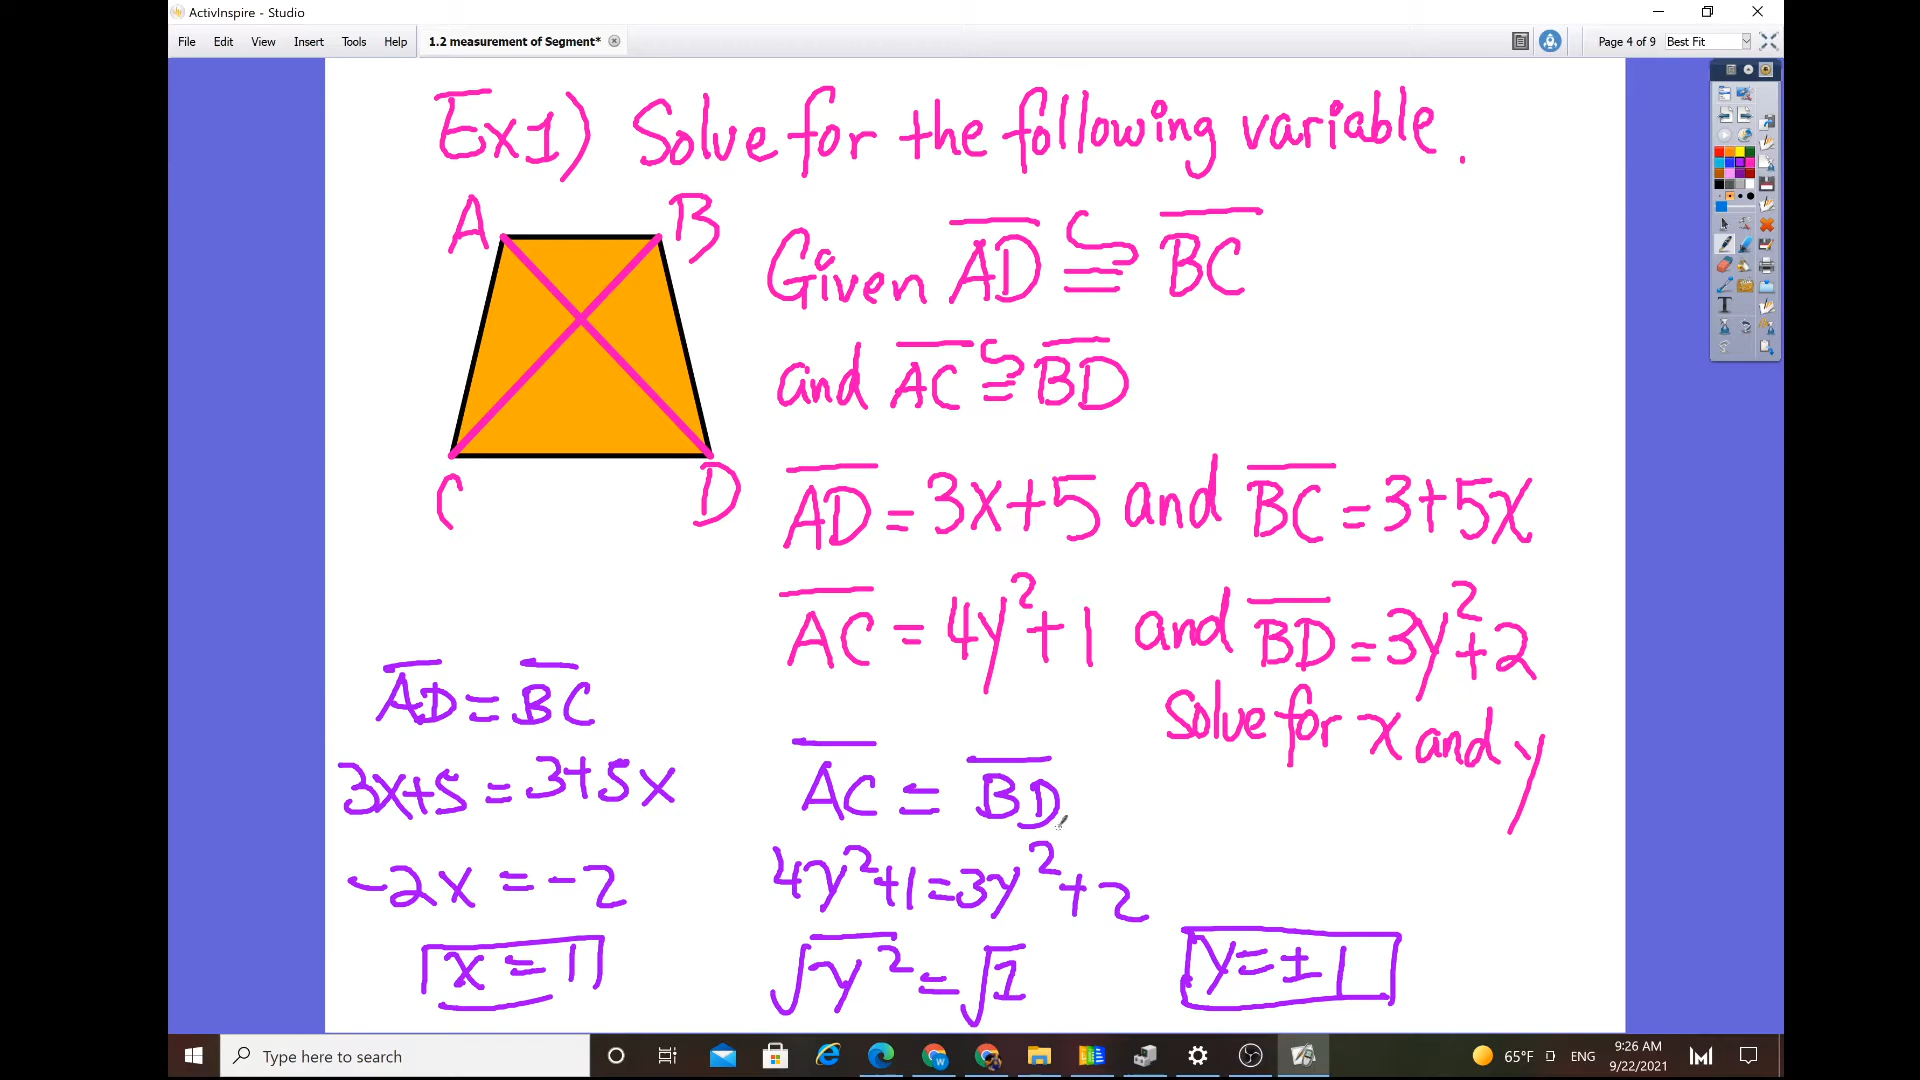 ActivInspire - Studio
File Edit View Insert Tools Help 1.2 measurement of Segment* Page 4 of 9 Best Fit
Ex1) Solve for the following variable.
A B
Given AD ≅ BC
and AC ≅ BD
C D
AD = 3x+5 and BC = 3+5x
AC = 4y²+1 and BD = 3y²+2
Solve for x and y
AD = BC
3x+5 = 3+5x
-2x = -2
x = 1
AC = BD
4y²+1 = 3y²+2
√y² = √1
y = ± 1
T
Type here to search
65°F ENG 9:26 AM
9/22/2021